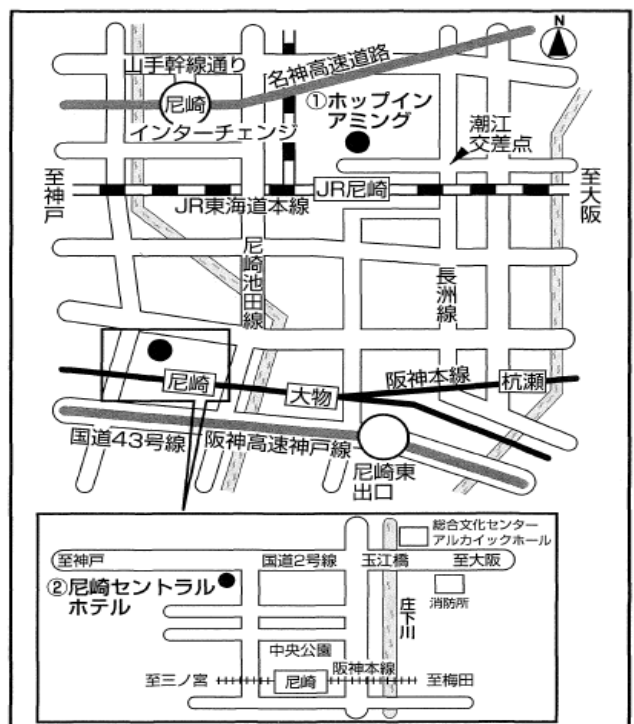 N
山手幹線通り
名神高速道路
尼崎
インターチェンジ
①ホップイン
アミング
潮江
交差点
至神戸
JR尼崎
至大阪
JR東海道本線
尼崎池田線
長洲線
尼崎
大物
阪神本線
杭瀬
国道43号線
阪神高速神戸線
尼崎東
出口
総合文化センター
アルカイックホール
至神戸
国道2号線
玉江橋
至大阪
②尼崎セントラル
ホテル
庄下川
消防所
中央公園
阪神本線
至三ノ宮
尼崎
至梅田